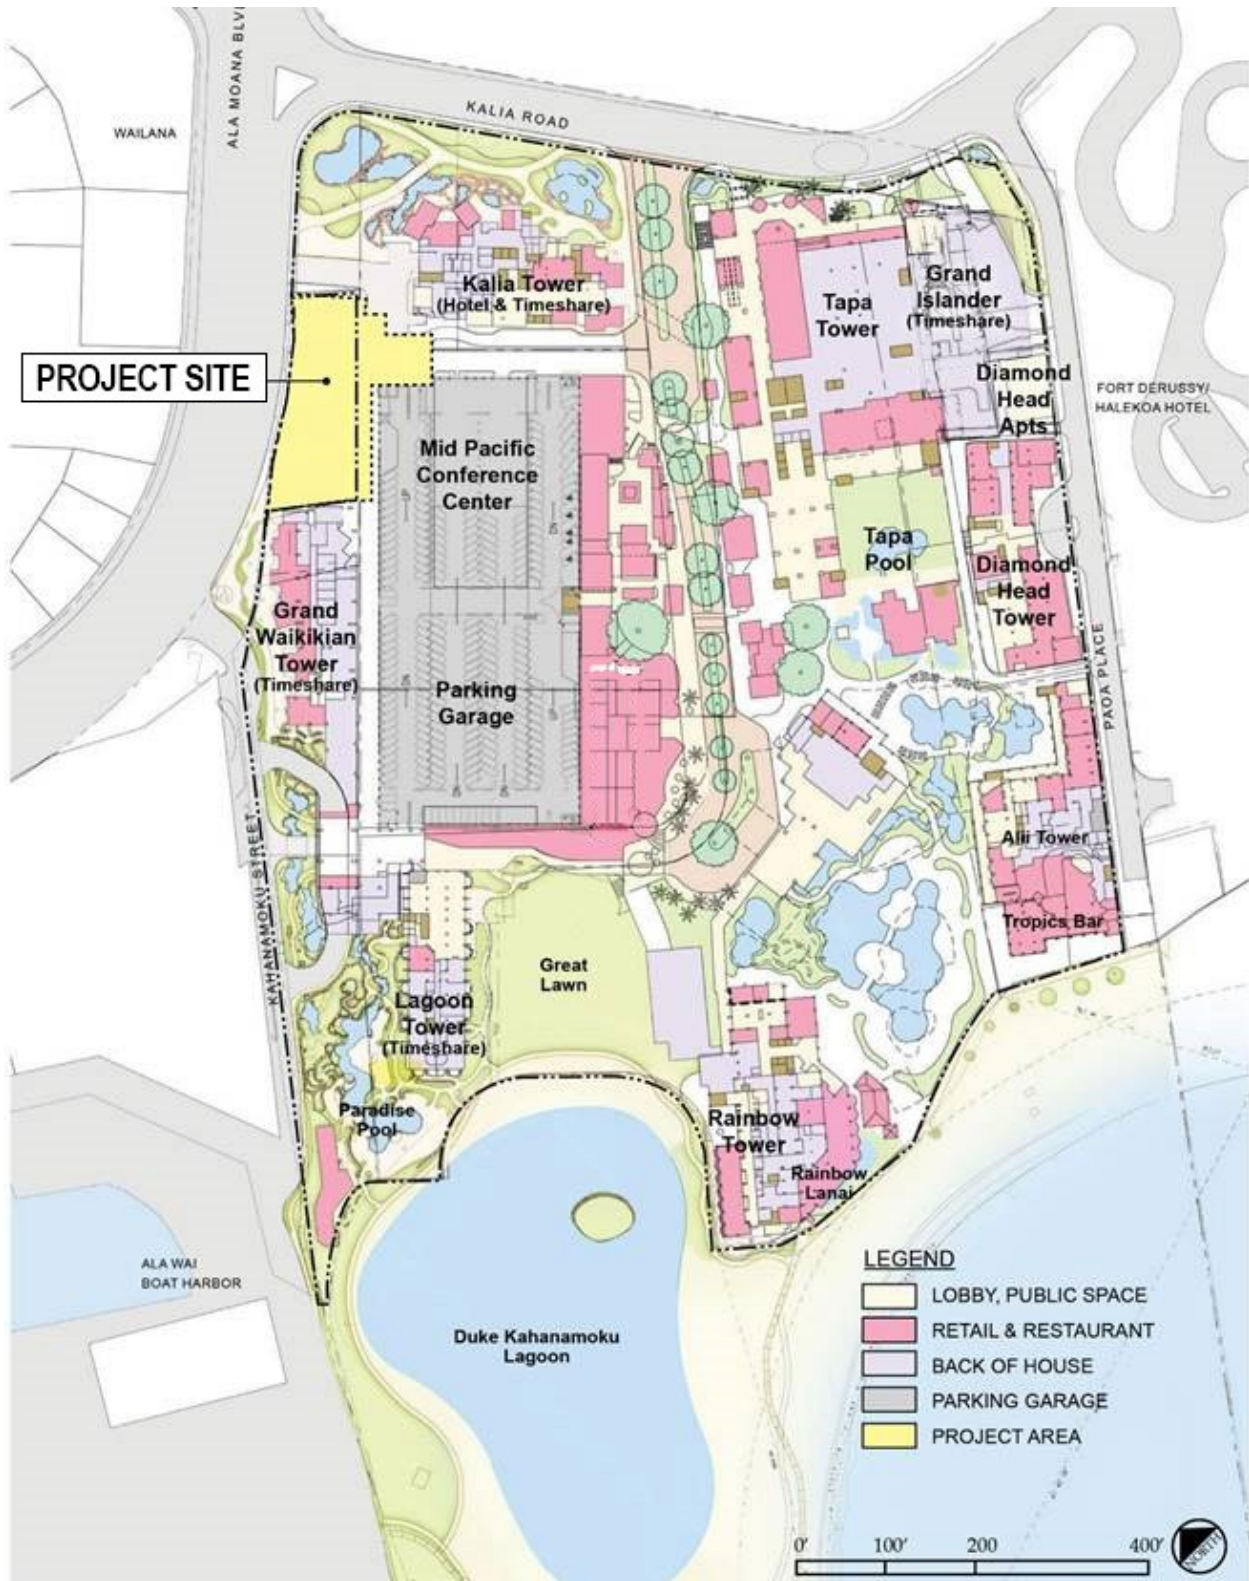 ALA MOANA BLV
KALIA ROAD
WAILANA
Kalia Tower
(Hotel & Timeshare)
Tapa
Tower
Grand
Islander
(Timeshare)
PROJECT SITE
Diamond
Head
Apts
FORT DERUSSY/
HALEKOA HOTEL
Mid Pacific
Conference
Center
Tapa
Pool
Diamond
Head
Tower
Grand
Waikikian
Tower
(Timeshare)
Parking
Garage
PAOA PLACE
KAHANAMOKU STREET
Alii Tower
Tropics Bar
Great
Lawn
Lagoon
Tower
(Timeshare)
Paradise
Pool
Rainbow
Tower
Rainbow
Lanai
ALA WAI
BOAT HARBOR
Duke Kahanamoku
Lagoon
LEGEND
LOBBY, PUBLIC SPACE
RETAIL & RESTAURANT
BACK OF HOUSE
PARKING GARAGE
PROJECT AREA
0' 100' 200 400'
NORTH